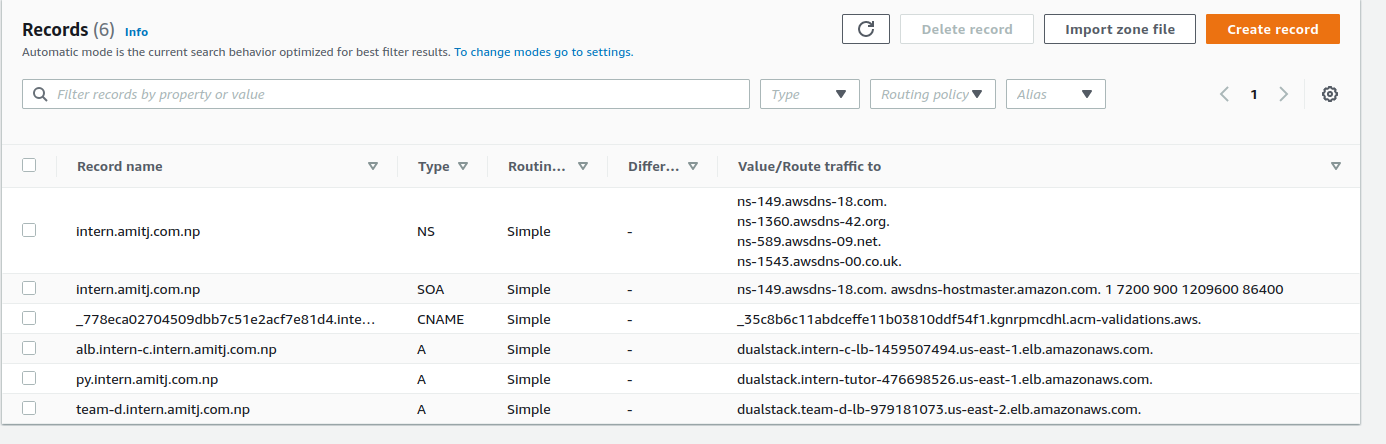 Records (6) Info
Delete record
Import zone file
Create record
Automatic mode is the current search behavior optimized for best filter results. To change modes go to settings.
Filter records by property or value
Type
Routing policy
Alias
1
Record name Type Routin... Differ... Value/Route traffic to
intern.amitj.com.np NS Simple - ns-149.awsdns-18.com.
ns-1360.awsdns-42.org.
ns-589.awsdns-09.net.
ns-1543.awsdns-00.co.uk.
intern.amitj.com.np SOA Simple - ns-149.awsdns-18.com. awsdns-hostmaster.amazon.com. 1 7200 900 1209600 86400
_778eca02704509dbb7c51e2acf7e81d4.inte... CNAME Simple - _35c8b6c11abdceffe11b03810ddf54f1.kgnrpmcdhl.acm-validations.aws.
alb.intern-c.intern.amitj.com.np A Simple - dualstack.intern-c-lb-1459507494.us-east-1.elb.amazonaws.com.
py.intern.amitj.com.np A Simple - dualstack.intern-tutor-476698526.us-east-1.elb.amazonaws.com.
team-d.intern.amitj.com.np A Simple - dualstack.team-d-lb-979181073.us-east-2.elb.amazonaws.com.